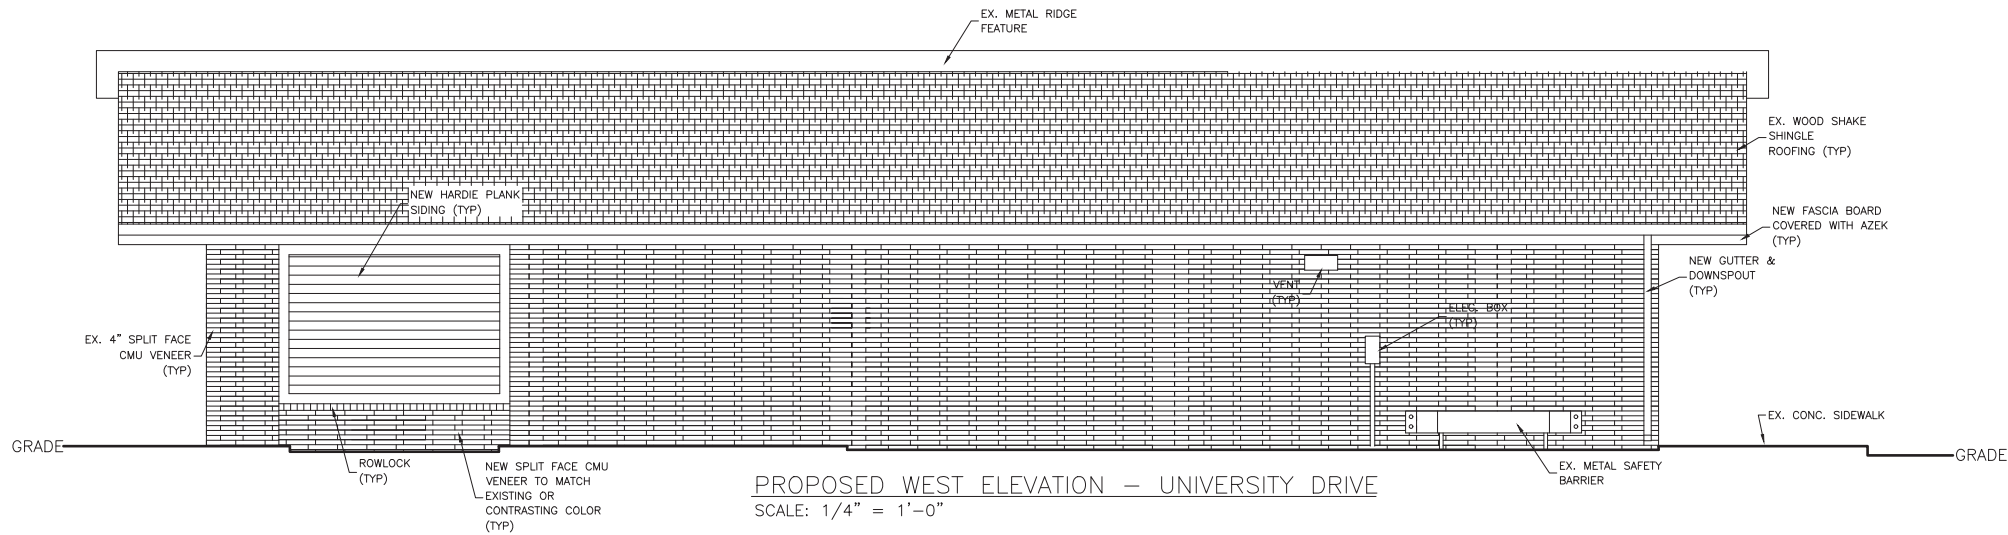 EX. METAL RIDGE
FEATURE
EX. WOOD SHAKE
SHINGLE
ROOFING (TYP)
NEW HARDIE PLANK
SIDING (TYP)
NEW FASCIA BOARD
COVERED WITH AZEK
(TYP)
NEW GUTTER &
DOWNSPOUT
(TYP)
VENT
(TYP)
ELEC. BOX
(TYP)
EX. 4" SPLIT FACE
CMU VENEER
(TYP)
EX. CONC. SIDEWALK
GRADE
GRADE
ROWLOCK
(TYP)
NEW SPLIT FACE CMU
VENEER TO MATCH
EXISTING OR
CONTRASTING COLOR
(TYP)
EX. METAL SAFETY
BARRIER
PROPOSED WEST ELEVATION – UNIVERSITY DRIVE
SCALE: 1/4" = 1'-0"